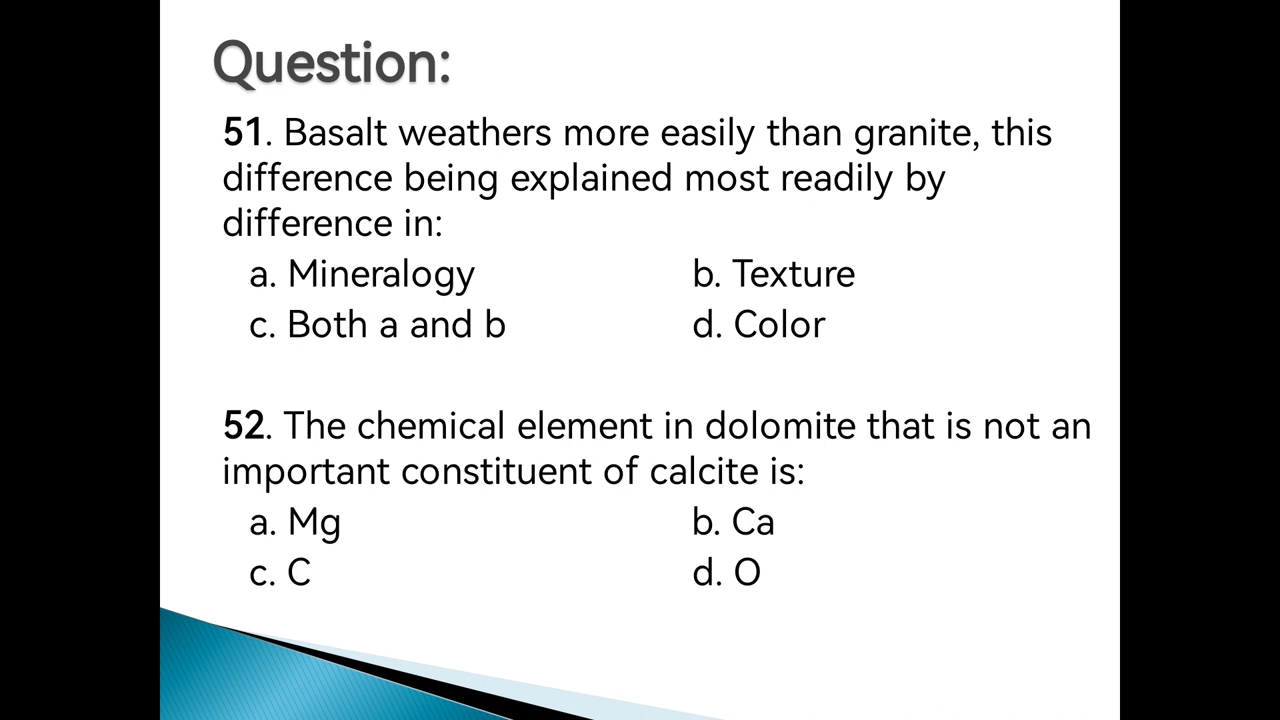 Question:
51. Basalt weathers more easily than granite, this
difference being explained most readily by
difference in:
a. Mineralogy b. Texture
c. Both a and b d. Color
52. The chemical element in dolomite that is not an
important constituent of calcite is:
a. Mg b. Ca
c. C d. O